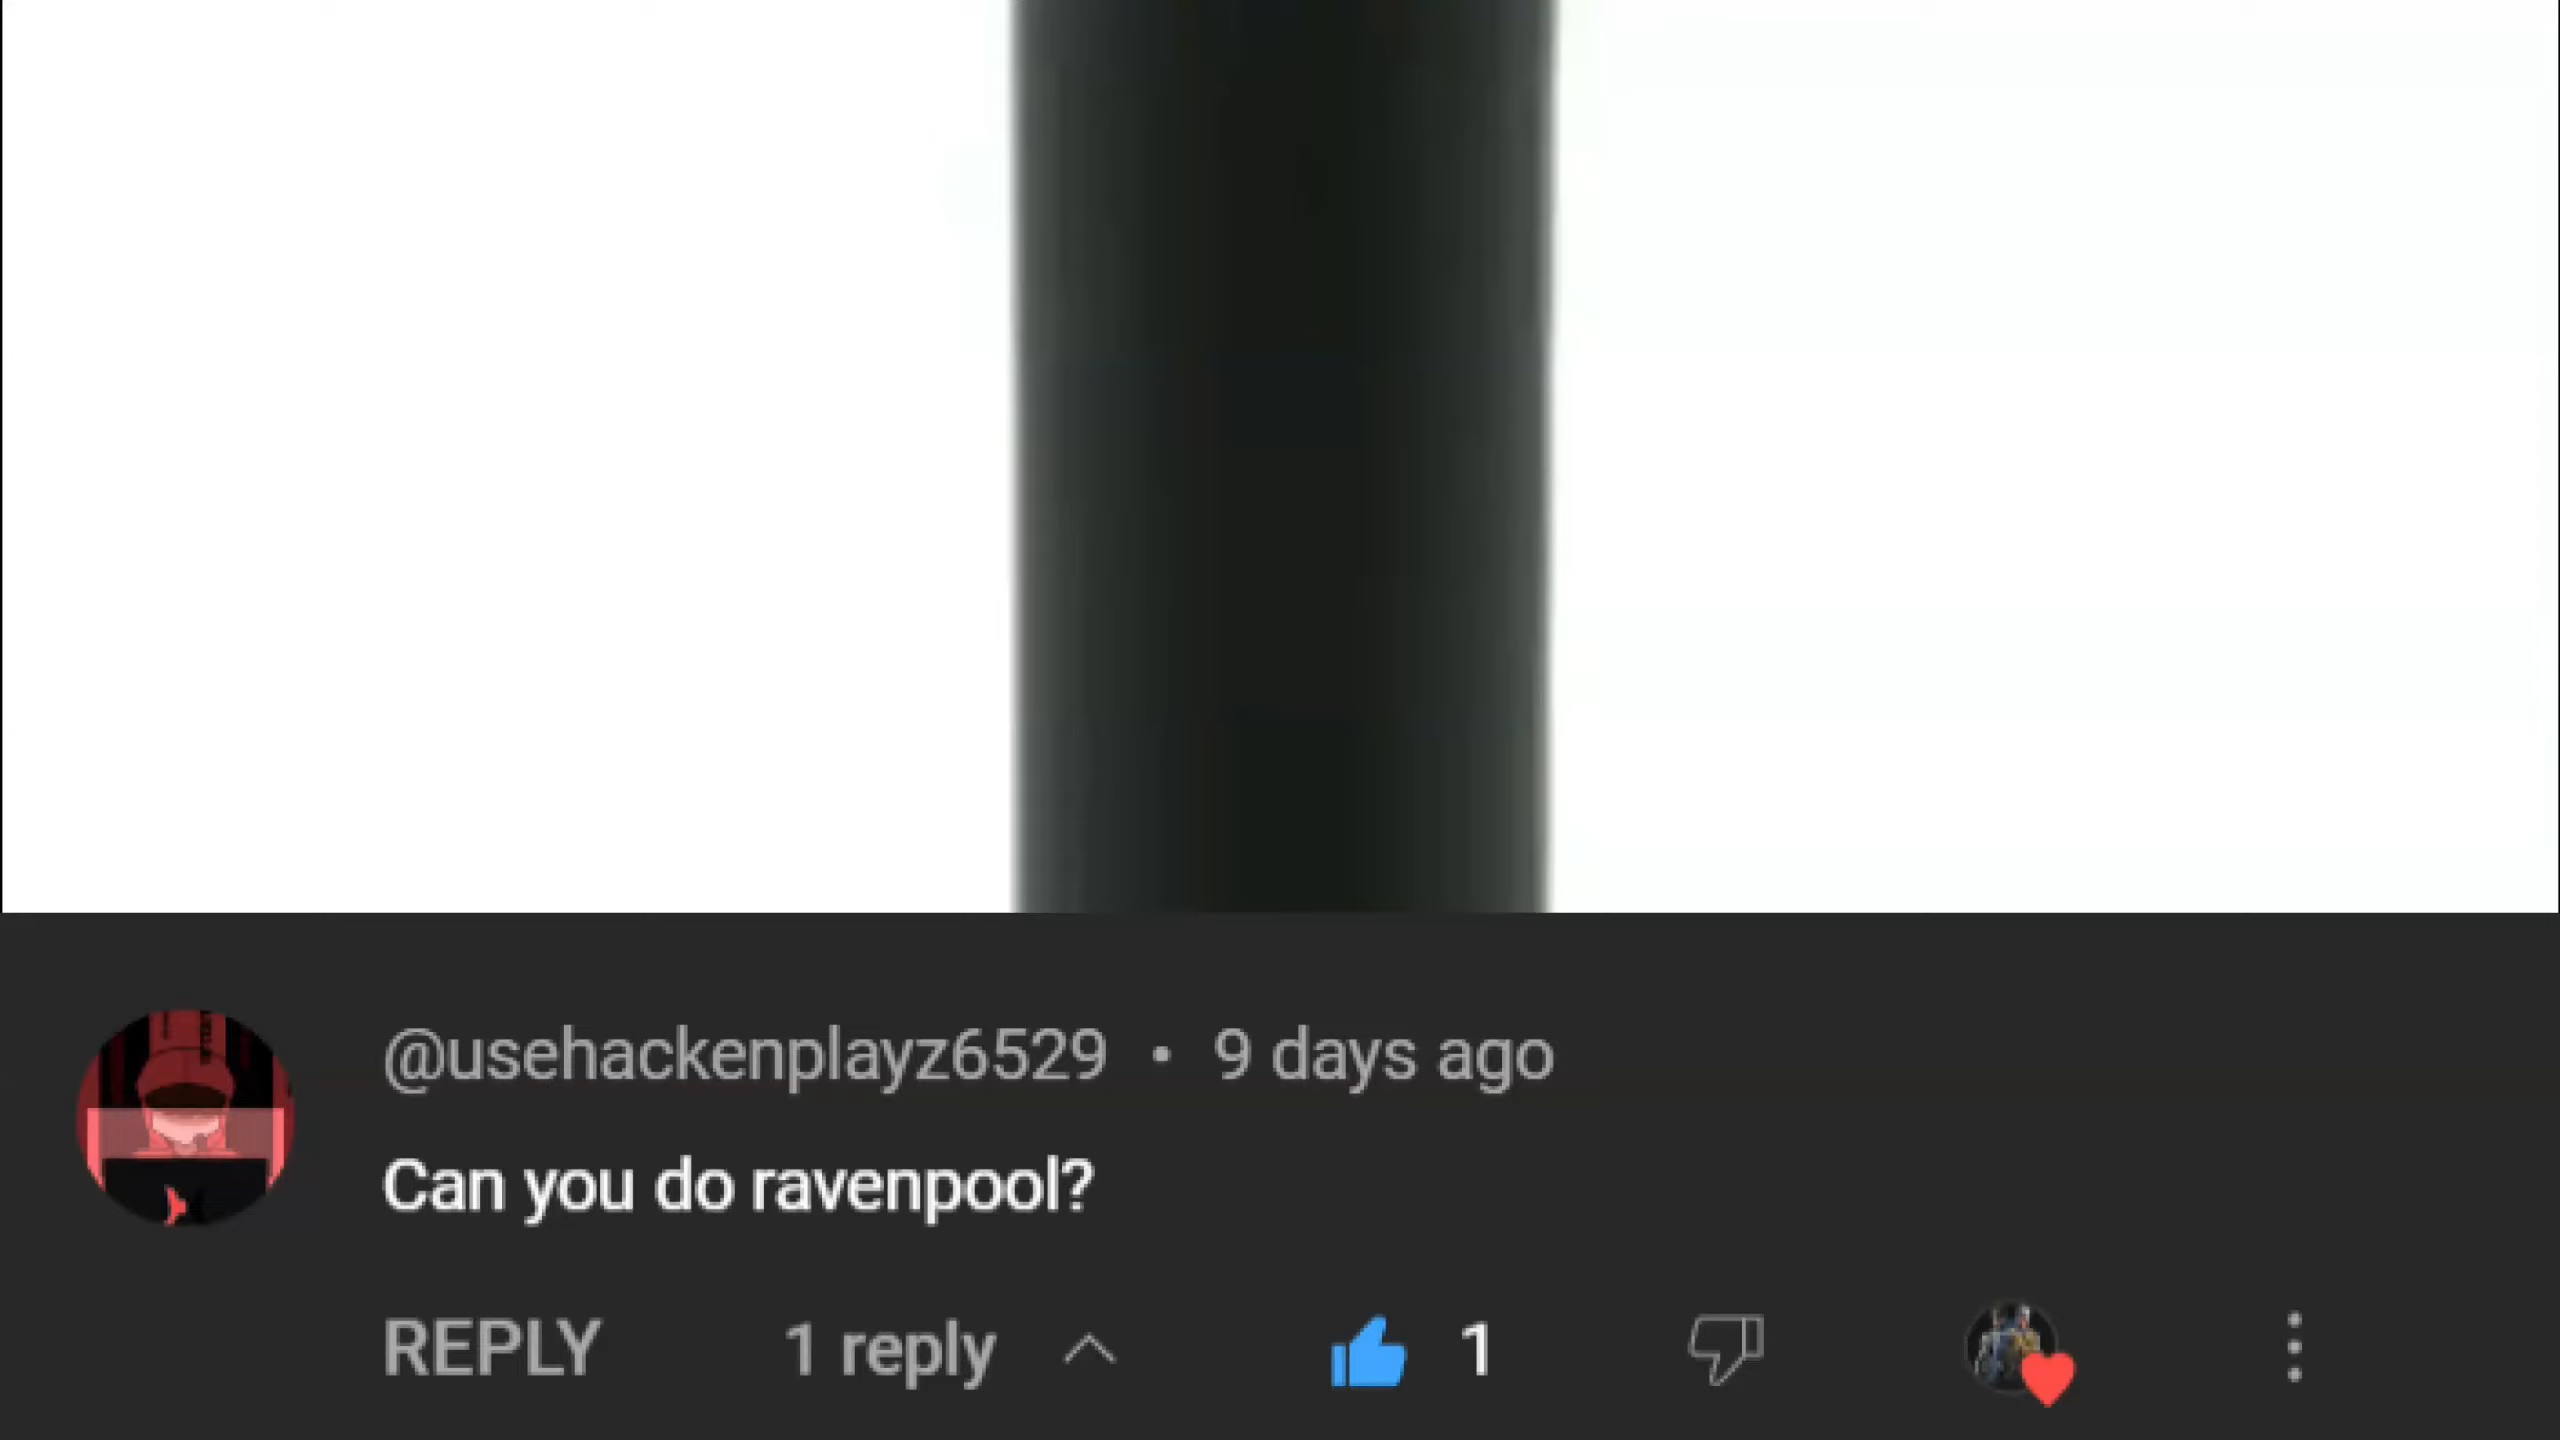 @usehackenplayz6529 • 9 days ago
Can you do ravenpool?
REPLY 1 reply 1